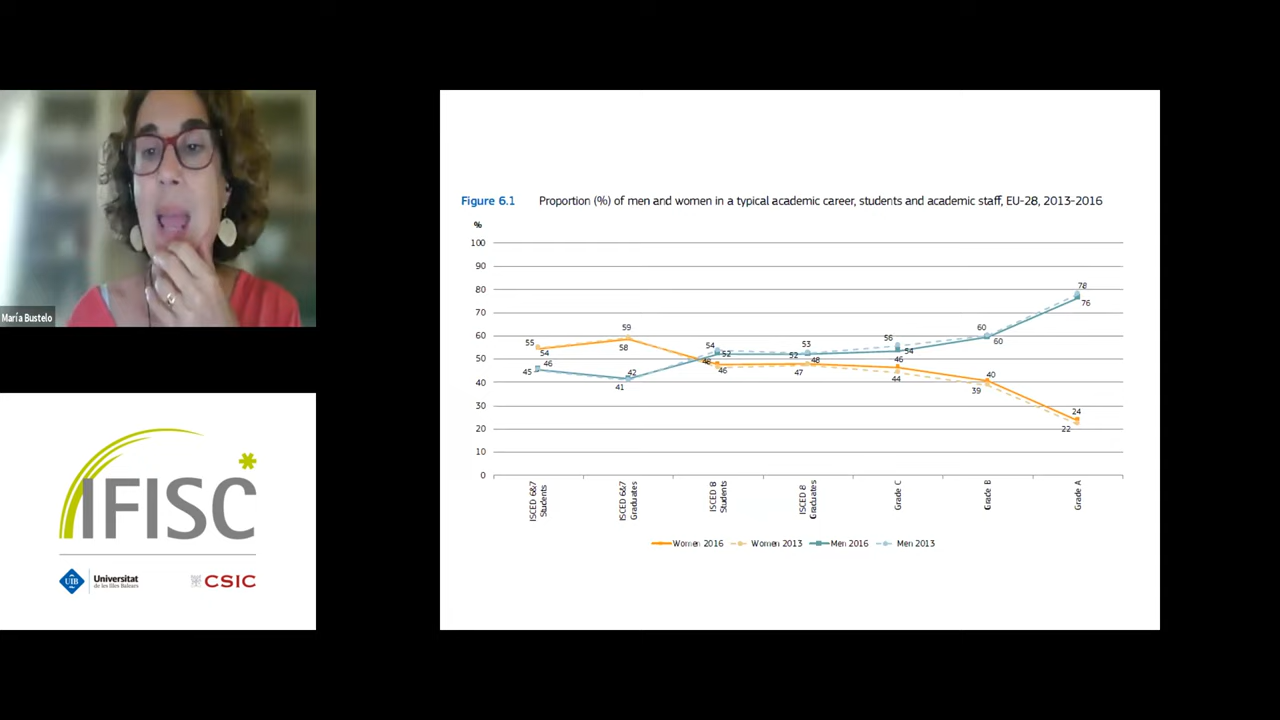 María Bustelo
IFISC
UIB
Universitat
de les Illes Balears
CSIC
Figure 6.1 Proportion (%) of men and women in a typical academic career, students and academic staff, EU-28, 2013-2016
%
100
90
80
70
60
50
40
30
20
10
0
55
54
46
45
59
58
42
41
54
52
48
46
53
52
48
47
56
54
46
44
60
60
40
39
78
76
24
22
ISCED 6&7
Students
ISCED 6&7
Graduates
ISCED 8
Students
ISCED 8
Graduates
Grade C
Grade B
Grade A
Women 2016 Women 2013 Men 2016 Men 2013